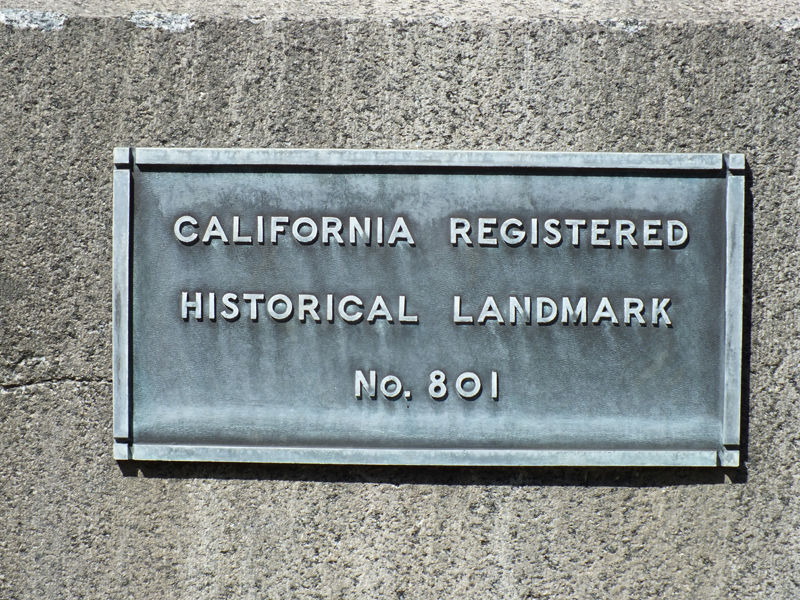 CALIFORNIA REGISTERED
HISTORICAL LANDMARK
No. 801